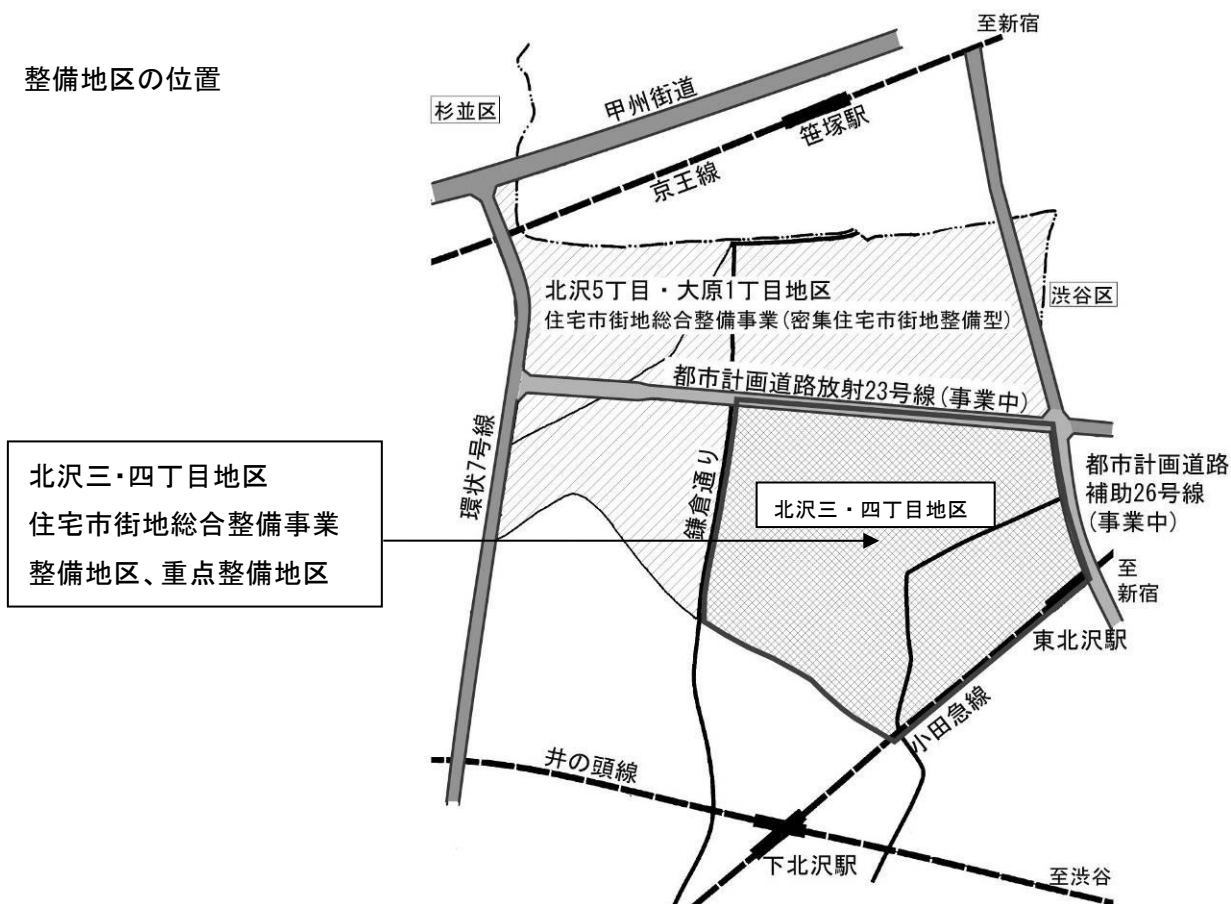 整備地区の位置
至新宿
杉並区
甲州街道
笹塚駅
京王線
北沢5丁目・大原1丁目地区
住宅市街地総合整備事業(密集住宅市街地整備型)
渋谷区
都市計画道路放射23号線(事業中)
環状7号線
鎌倉通り
北沢三・四丁目地区
住宅市街地総合整備事業
整備地区、重点整備地区
北沢三・四丁目地区
都市計画道路
補助26号線
(事業中)
至
新宿
東北沢駅
小田急線
井の頭線
下北沢駅
至渋谷